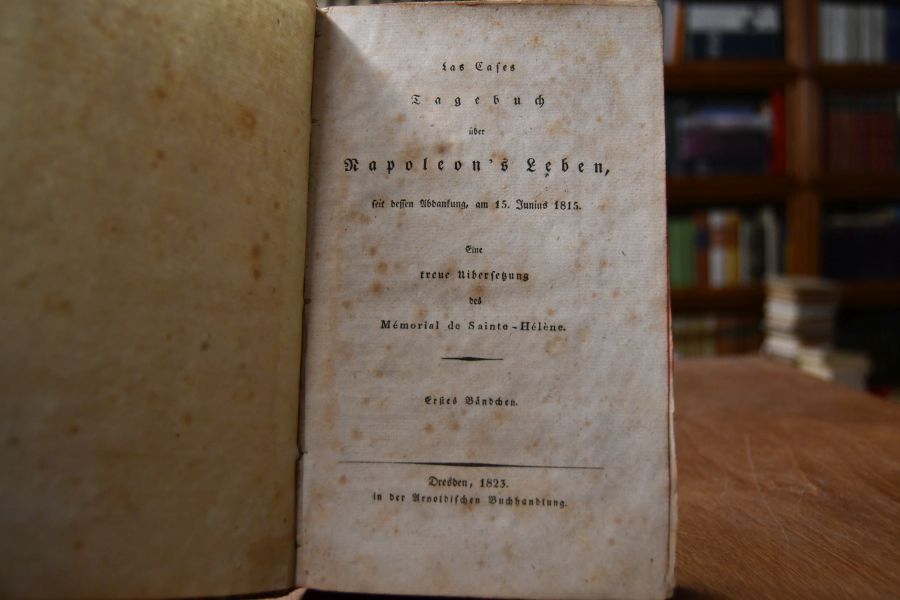 Las Cases
Tagebuch
über
Napoleon's Leben,
seit dessen Abdankung, am 15. Junius 1815.
Eine
treue Uibersetzung
des
Mémorial de Sainte-Hélène.
Erstes Bändchen.
Dresden, 1823.
in der Arnoldischen Buchhandlung.